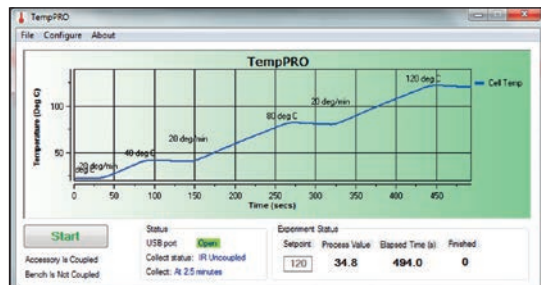 TempPRO
File Configure About
TempPRO
Temperature (Deg C)
100
50
deg C
20 deg/min
40 deg C
20 deg/min
80 deg C
20 deg/min
120 deg C
Cell Temp
0 50 100 150 200 250 300 350 400 450
Time (secs)
Start
Accessory Is Coupled
Bench Is Not Coupled
Status
USB port Open
Collect status: IR Uncoupled
Collect: At 2.5 minutes
Experiment Status
Setpoint Process Value Elapsed Time (s) Finished
120 34.8 494.0 0